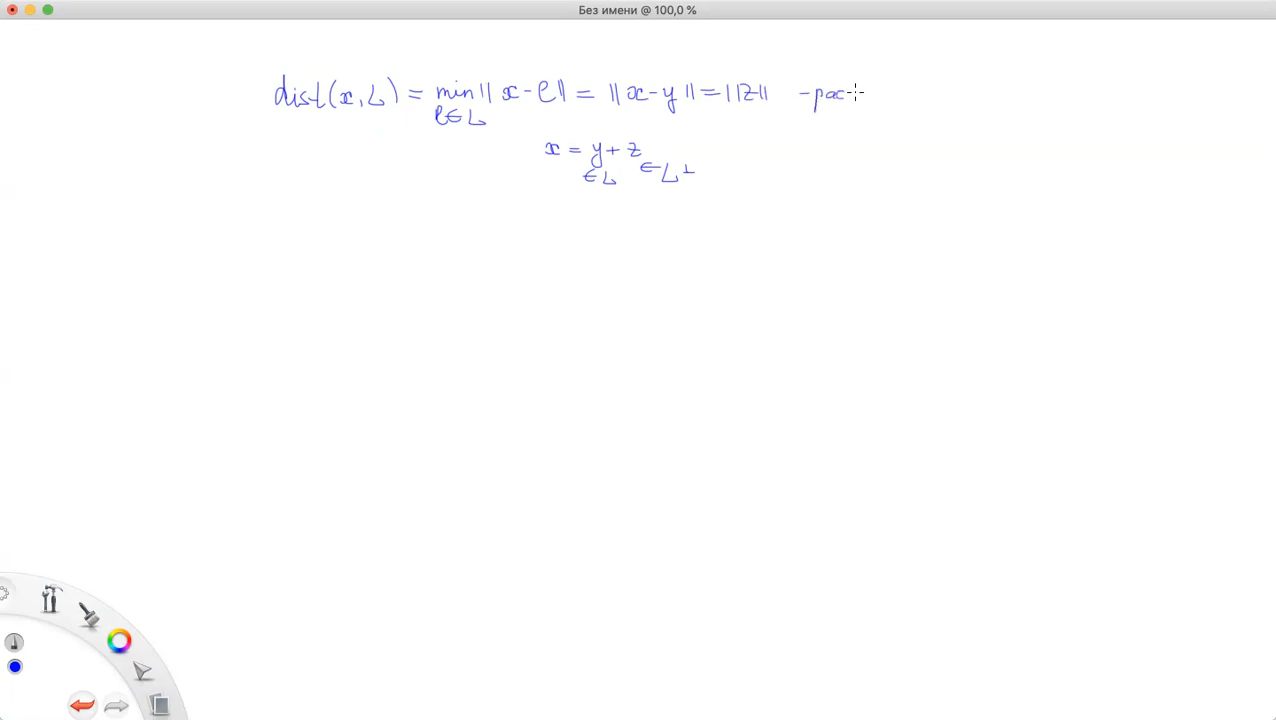 Без имени @ 100,0 %
dist(x, L) = min || x - l || = || x - y || = ||z|| - рас
l ∈ L
x = y + z
∈ L ∈ L⊥